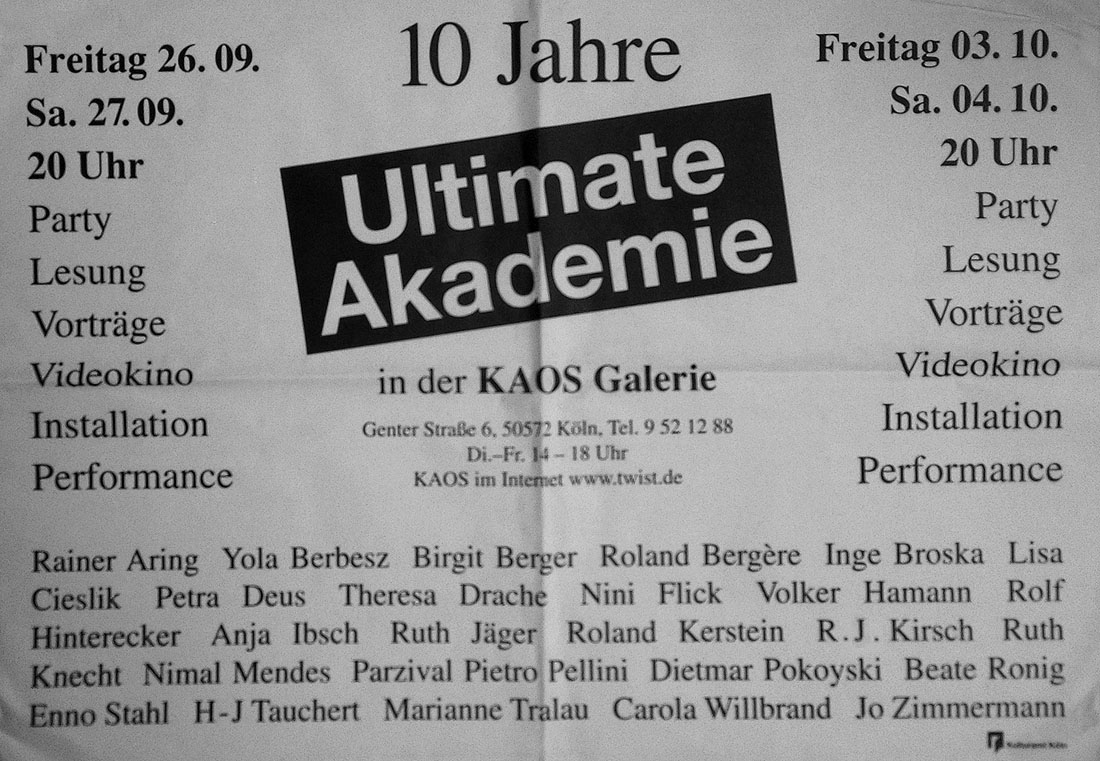 Freitag 26. 09.
Sa. 27. 09.
20 Uhr
Party
Lesung
Vorträge
Videokino
Installation
Performance
10 Jahre
Ultimate
Akademie
in der KAOS Galerie
Genter Straße 6, 50572 Köln, Tel. 9 52 12 88
Di.–Fr. 14 – 18 Uhr
KAOS im Internet www.twist.de
Freitag 03. 10.
Sa. 04. 10.
20 Uhr
Party
Lesung
Vorträge
Videokino
Installation
Performance
Rainer Aring Yola Berbesz Birgit Berger Roland Bergère Inge Broska Lisa
Cieslik Petra Deus Theresa Drache Nini Flick Volker Hamann Rolf
Hinterecker Anja Ibsch Ruth Jäger Roland Kerstein R. J. Kirsch Ruth
Knecht Nimal Mendes Parzival Pietro Pellini Dietmar Pokoyski Beate Ronig
Enno Stahl H-J Tauchert Marianne Tralau Carola Willbrand Jo Zimmermann
Kulturamt Köln